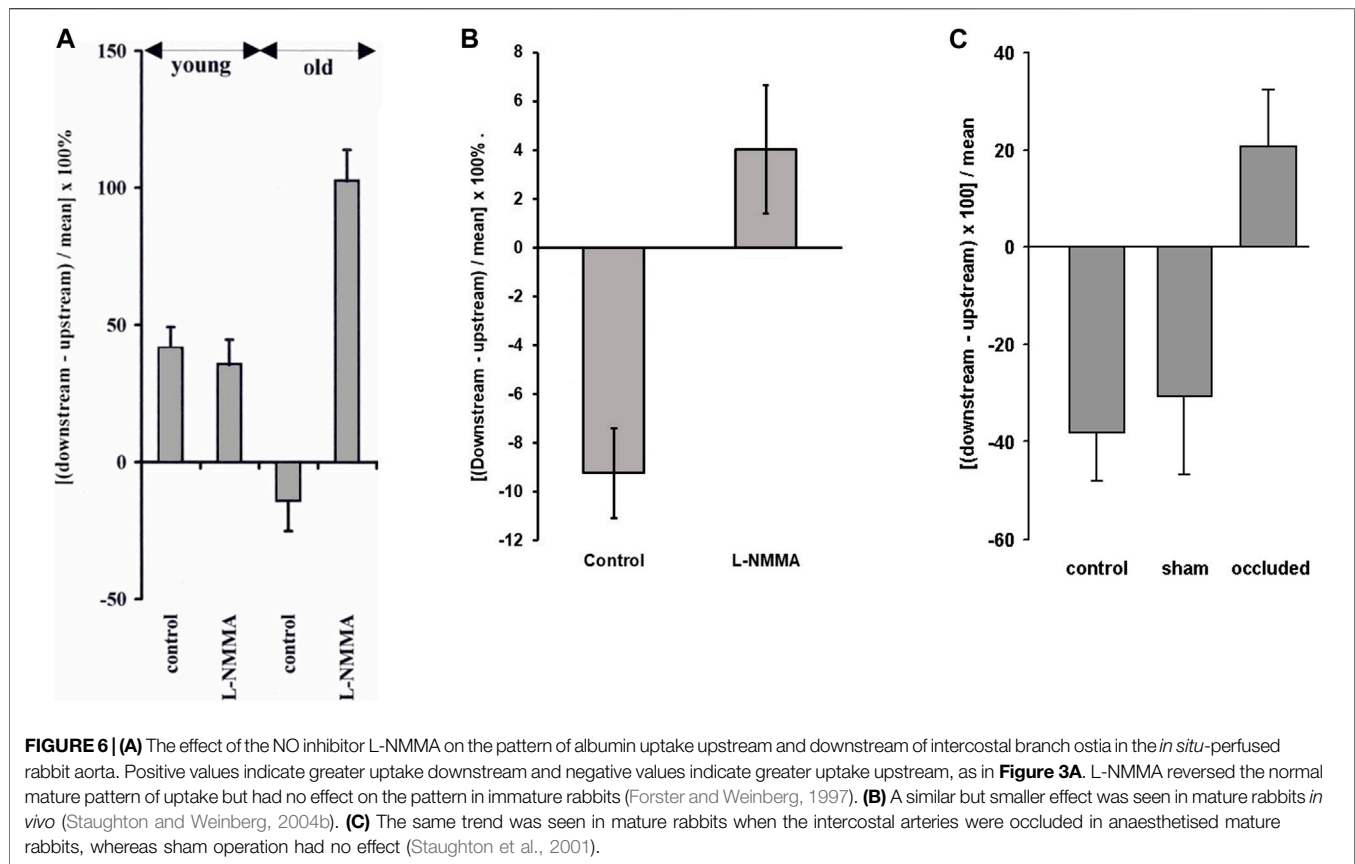 A
B
C
young
old
[(downstream - upstream) / mean] x 100%
150
100
50
0
-50
control
L-NMMA
control
L-NMMA
[(Downstream - upstream) / mean] x 100% .
8
6
4
2
0
-2
-4
-6
-8
-10
-12
Control
L-NMMA
[(downstream - upstream) x 100] / mean
40
20
0
-20
-40
-60
control
sham
occluded
FIGURE 6 | (A) The effect of the NO inhibitor L-NMMA on the pattern of albumin uptake upstream and downstream of intercostal branch ostia in the in situ-perfused
rabbit aorta. Positive values indicate greater uptake downstream and negative values indicate greater uptake upstream, as in Figure 3A. L-NMMA reversed the normal
mature pattern of uptake but had no effect on the pattern in immature rabbits (Forster and Weinberg, 1997). (B) A similar but smaller effect was seen in mature rabbits in
vivo (Staughton and Weinberg, 2004b). (C) The same trend was seen in mature rabbits when the intercostal arteries were occluded in anaesthetised mature
rabbits, whereas sham operation had no effect (Staughton et al., 2001).